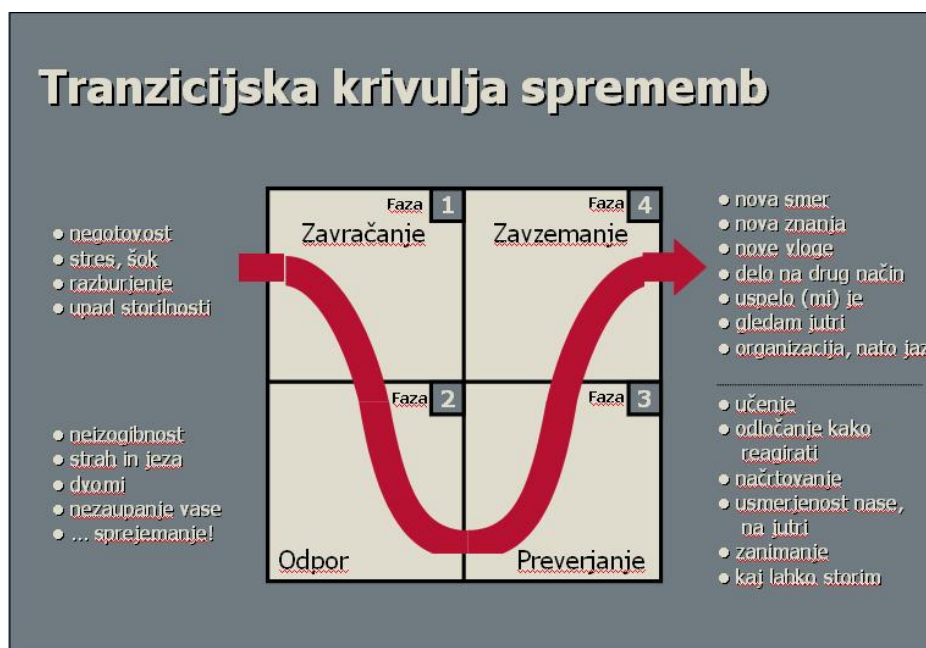 Tranzicijska krivulja sprememb
● negotovost
● stres, šok
● razburjenje
● upad storilnosti
● neizogibnost
● strah in jeza
● dvomi
● nezaupanje vase
● ... sprejemanje!
Faza 1
Zavračanje
Faza 4
Zavzemanje
Faza 2
Odpor
Faza 3
Preverjanje
● nova smer
● nova znanja
● nove vloge
● delo na drug način
● uspelo (mi) je
● gledam jutri
● organizacija, nato jaz
● učenje
● odločanje kako
reagirati
● načrtovanje
● usmerjenost nase,
na jutri
● zanimanje
● kaj lahko storim